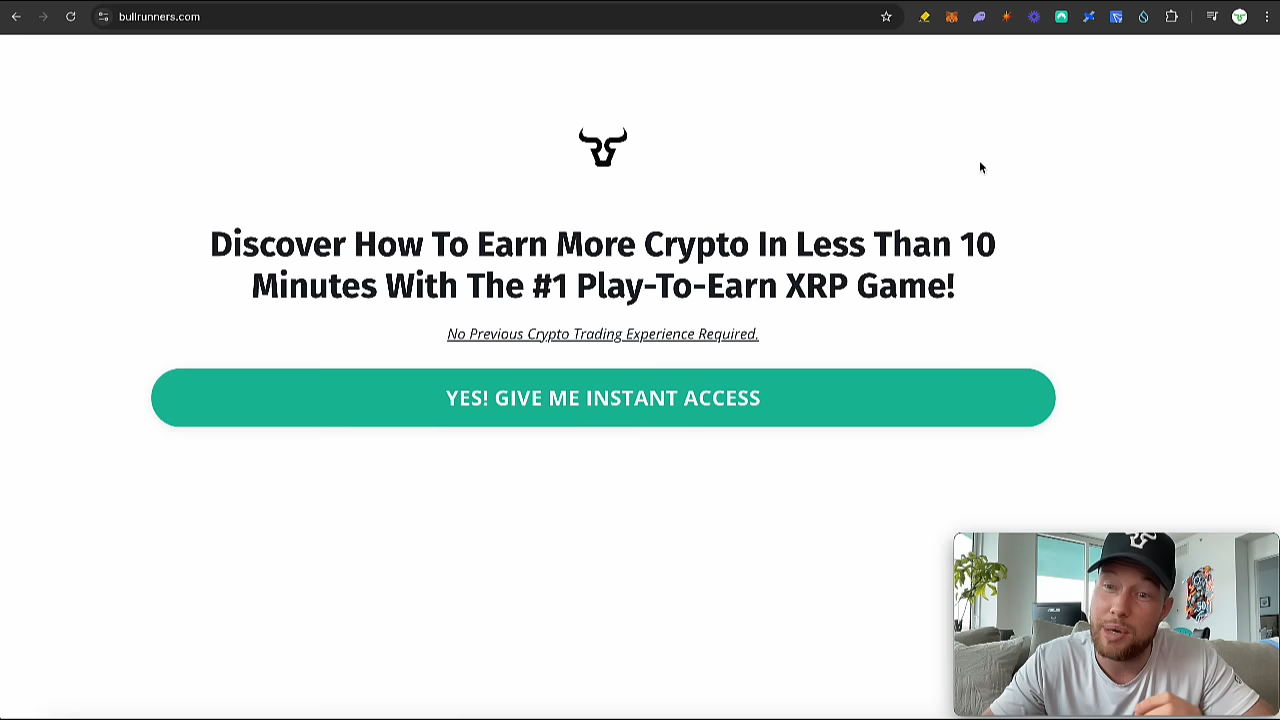 bullrunners.com
Discover How To Earn More Crypto In Less Than 10
Minutes With The #1 Play-To-Earn XRP Game!
No Previous Crypto Trading Experience Required.
YES! GIVE ME INSTANT ACCESS